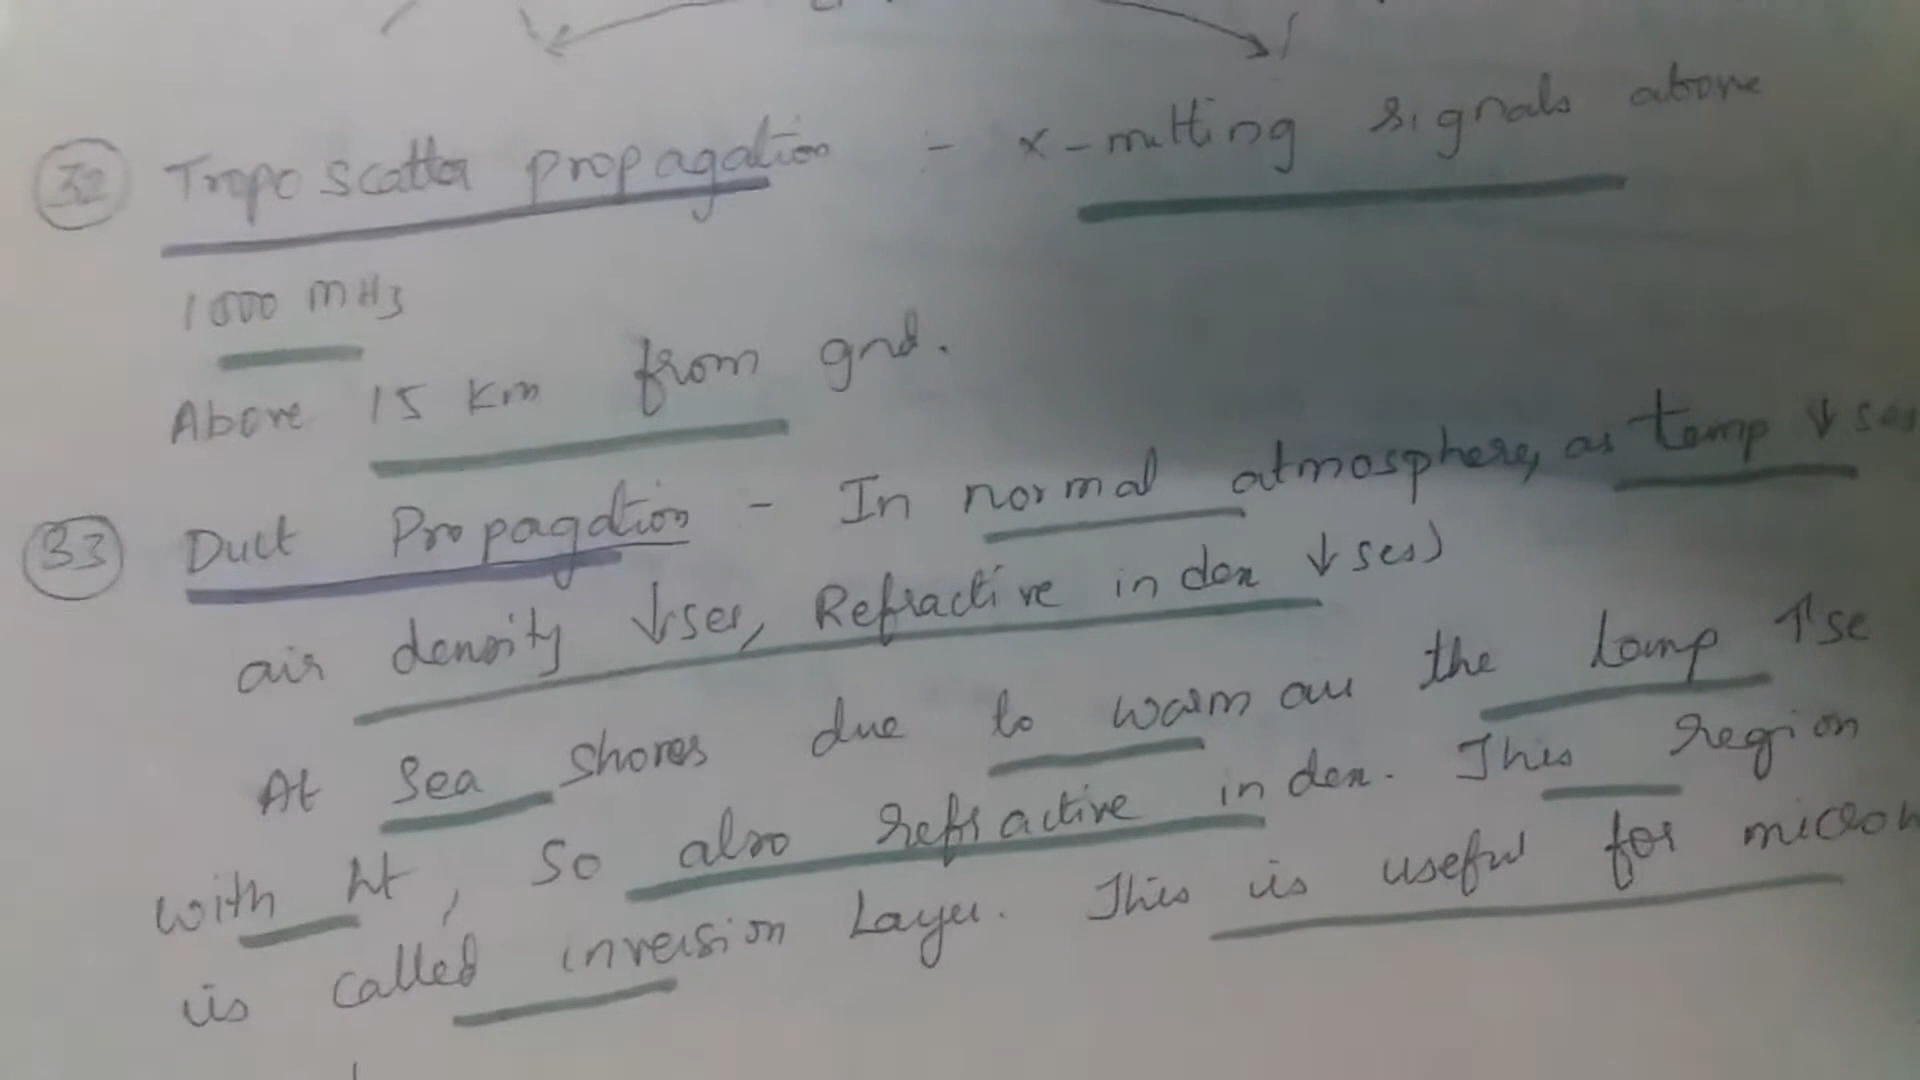 32 Tropo scatter propagation - x-mitting signals above
1000 MHz
Above 15 km from gnd.
33 Duct Propagation - In normal atmosphere, as temp ↓ses
air density ↓ses, Refractive index ↓ses)
At Sea shores due to warm air the temp ↑se
with ht, so also refractive index. This region
is called inversion Layer. This is useful for microw